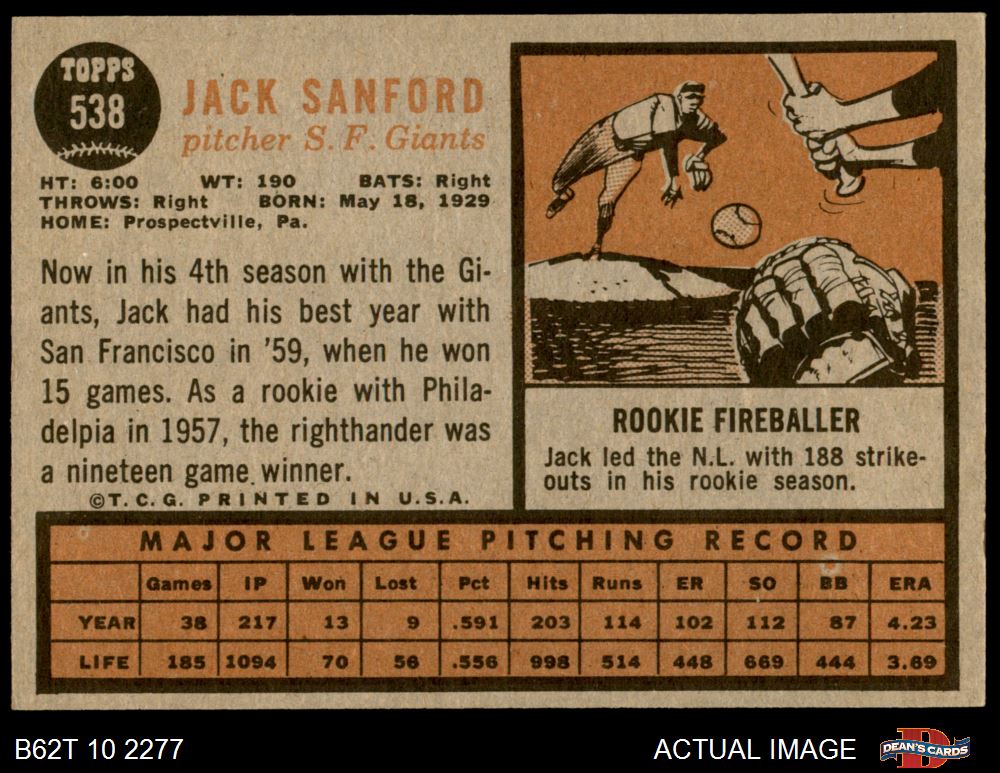 TOPPS
538
JACK SANFORD
pitcher S. F. Giants
HT: 6:00 WT: 190 BATS: Right
THROWS: Right BORN: May 18, 1929
HOME: Prospectville, Pa.
Now in his 4th season with the Gi-
ants, Jack had his best year with
San Francisco in '59, when he won
15 games. As a rookie with Phila-
delpia in 1957, the righthander was
a nineteen game winner.
©T.C.G. PRINTED IN U.S.A.
ROOKIE FIREBALLER
Jack led the N.L. with 188 strike-
outs in his rookie season.
MAJOR LEAGUE PITCHING RECORD
Games IP Won Lost Pct Hits Runs ER SO BB ERA
YEAR 38 217 13 9 .591 203 114 102 112 87 4.23
LIFE 185 1094 70 56 .556 998 514 448 669 444 3.69
B62T 10 2277
ACTUAL IMAGE
DEAN'S CARDS